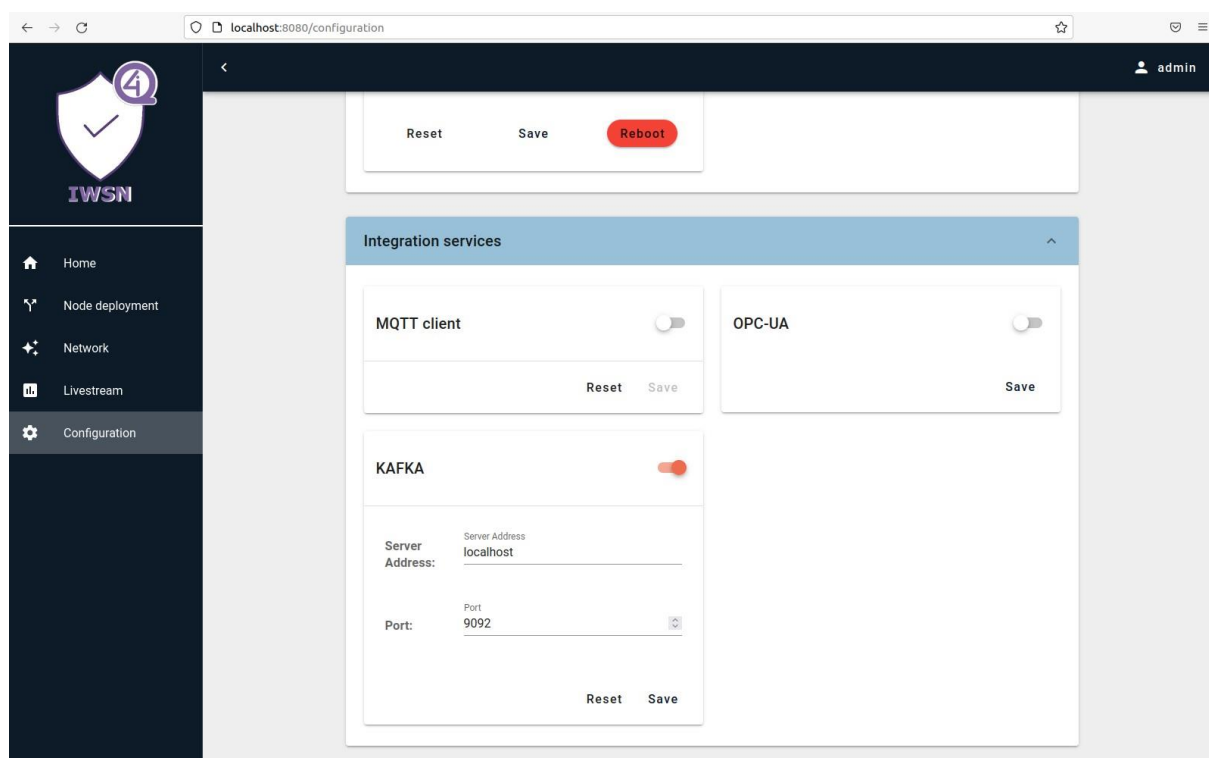 localhost:8080/configuration
4i
IWSN
admin
Home
Node deployment
Network
Livestream
Configuration
Reset Save Reboot
Integration services
MQTT client
Reset Save
OPC-UA
Save
KAFKA
Server Address:
Server Address
localhost
Port:
Port
9092
Reset Save